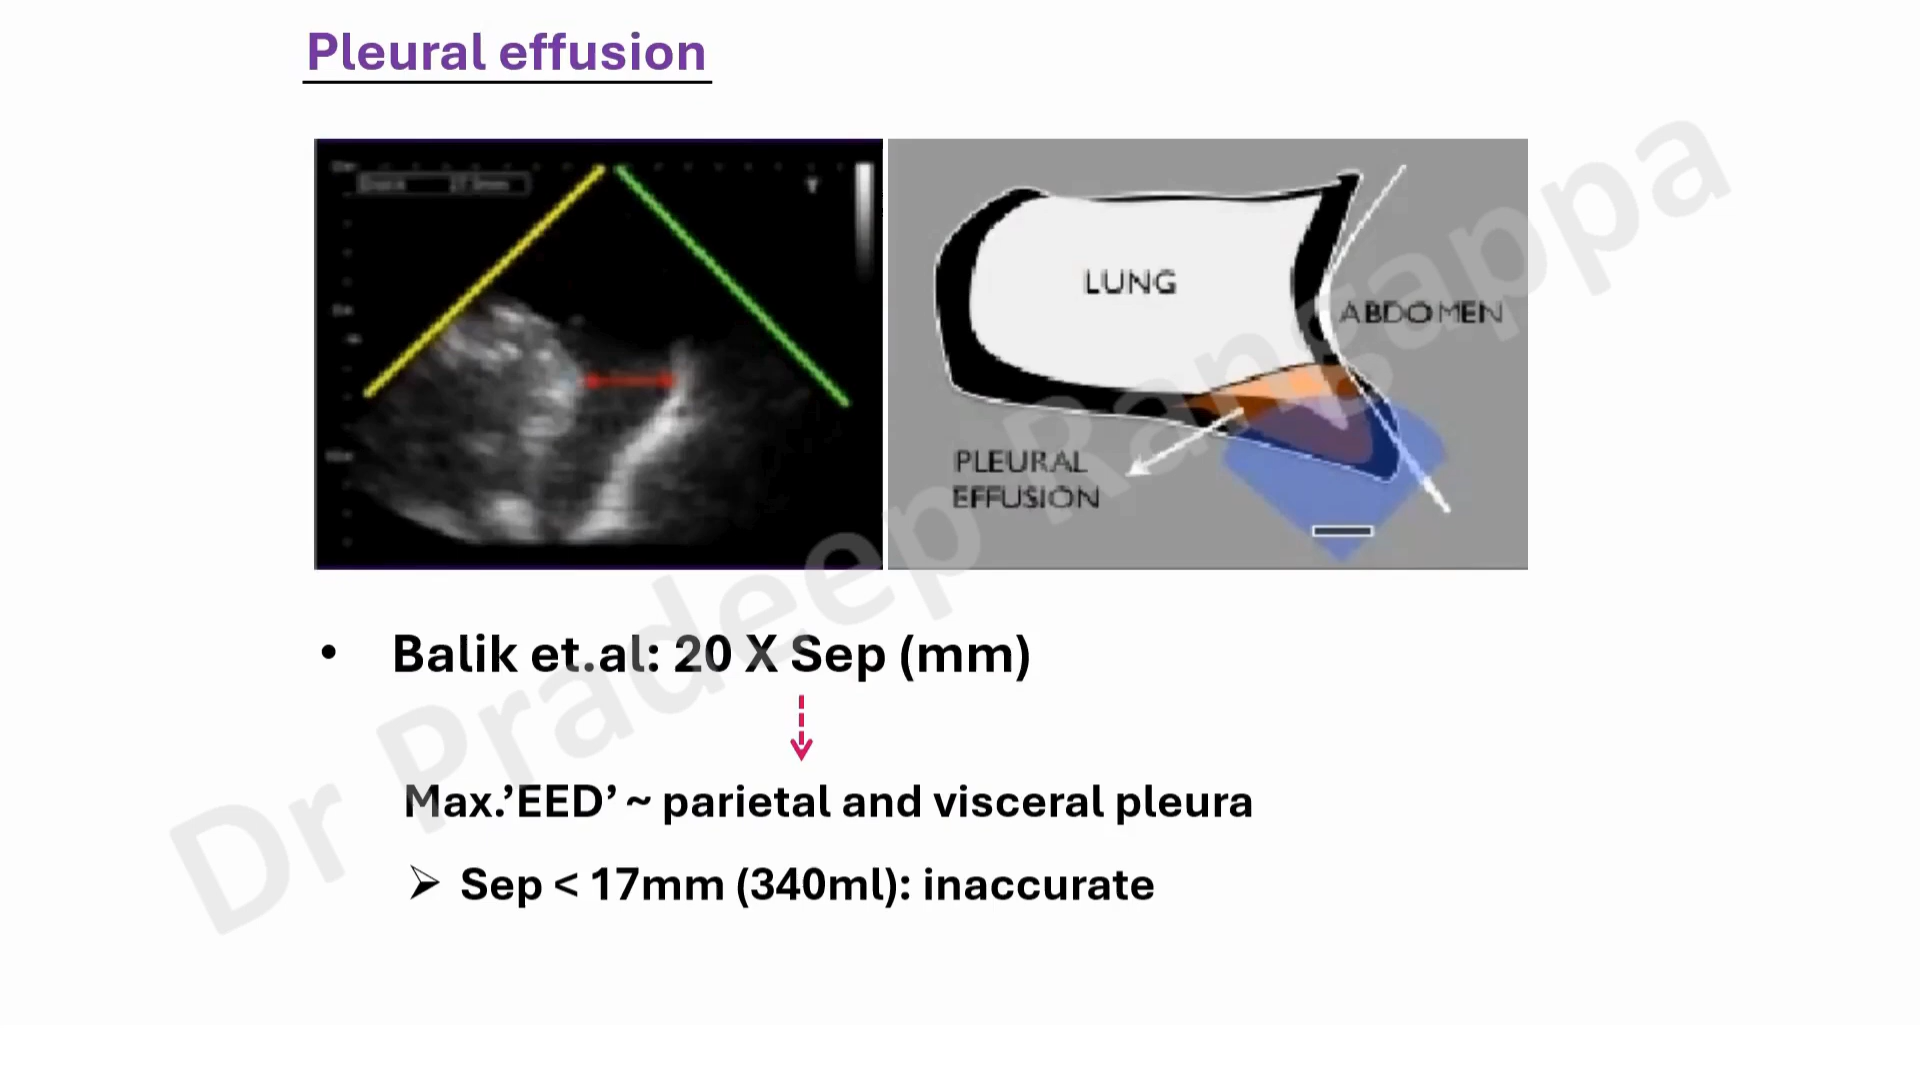 Pleural effusion
LUNG
ABDOMEN
PLEURAL
EFFUSION
• Balik et.al: 20 X Sep (mm)
Max.’EED’ ~ parietal and visceral pleura
➢ Sep < 17mm (340ml): inaccurate
Dr Pradeep Rangappa